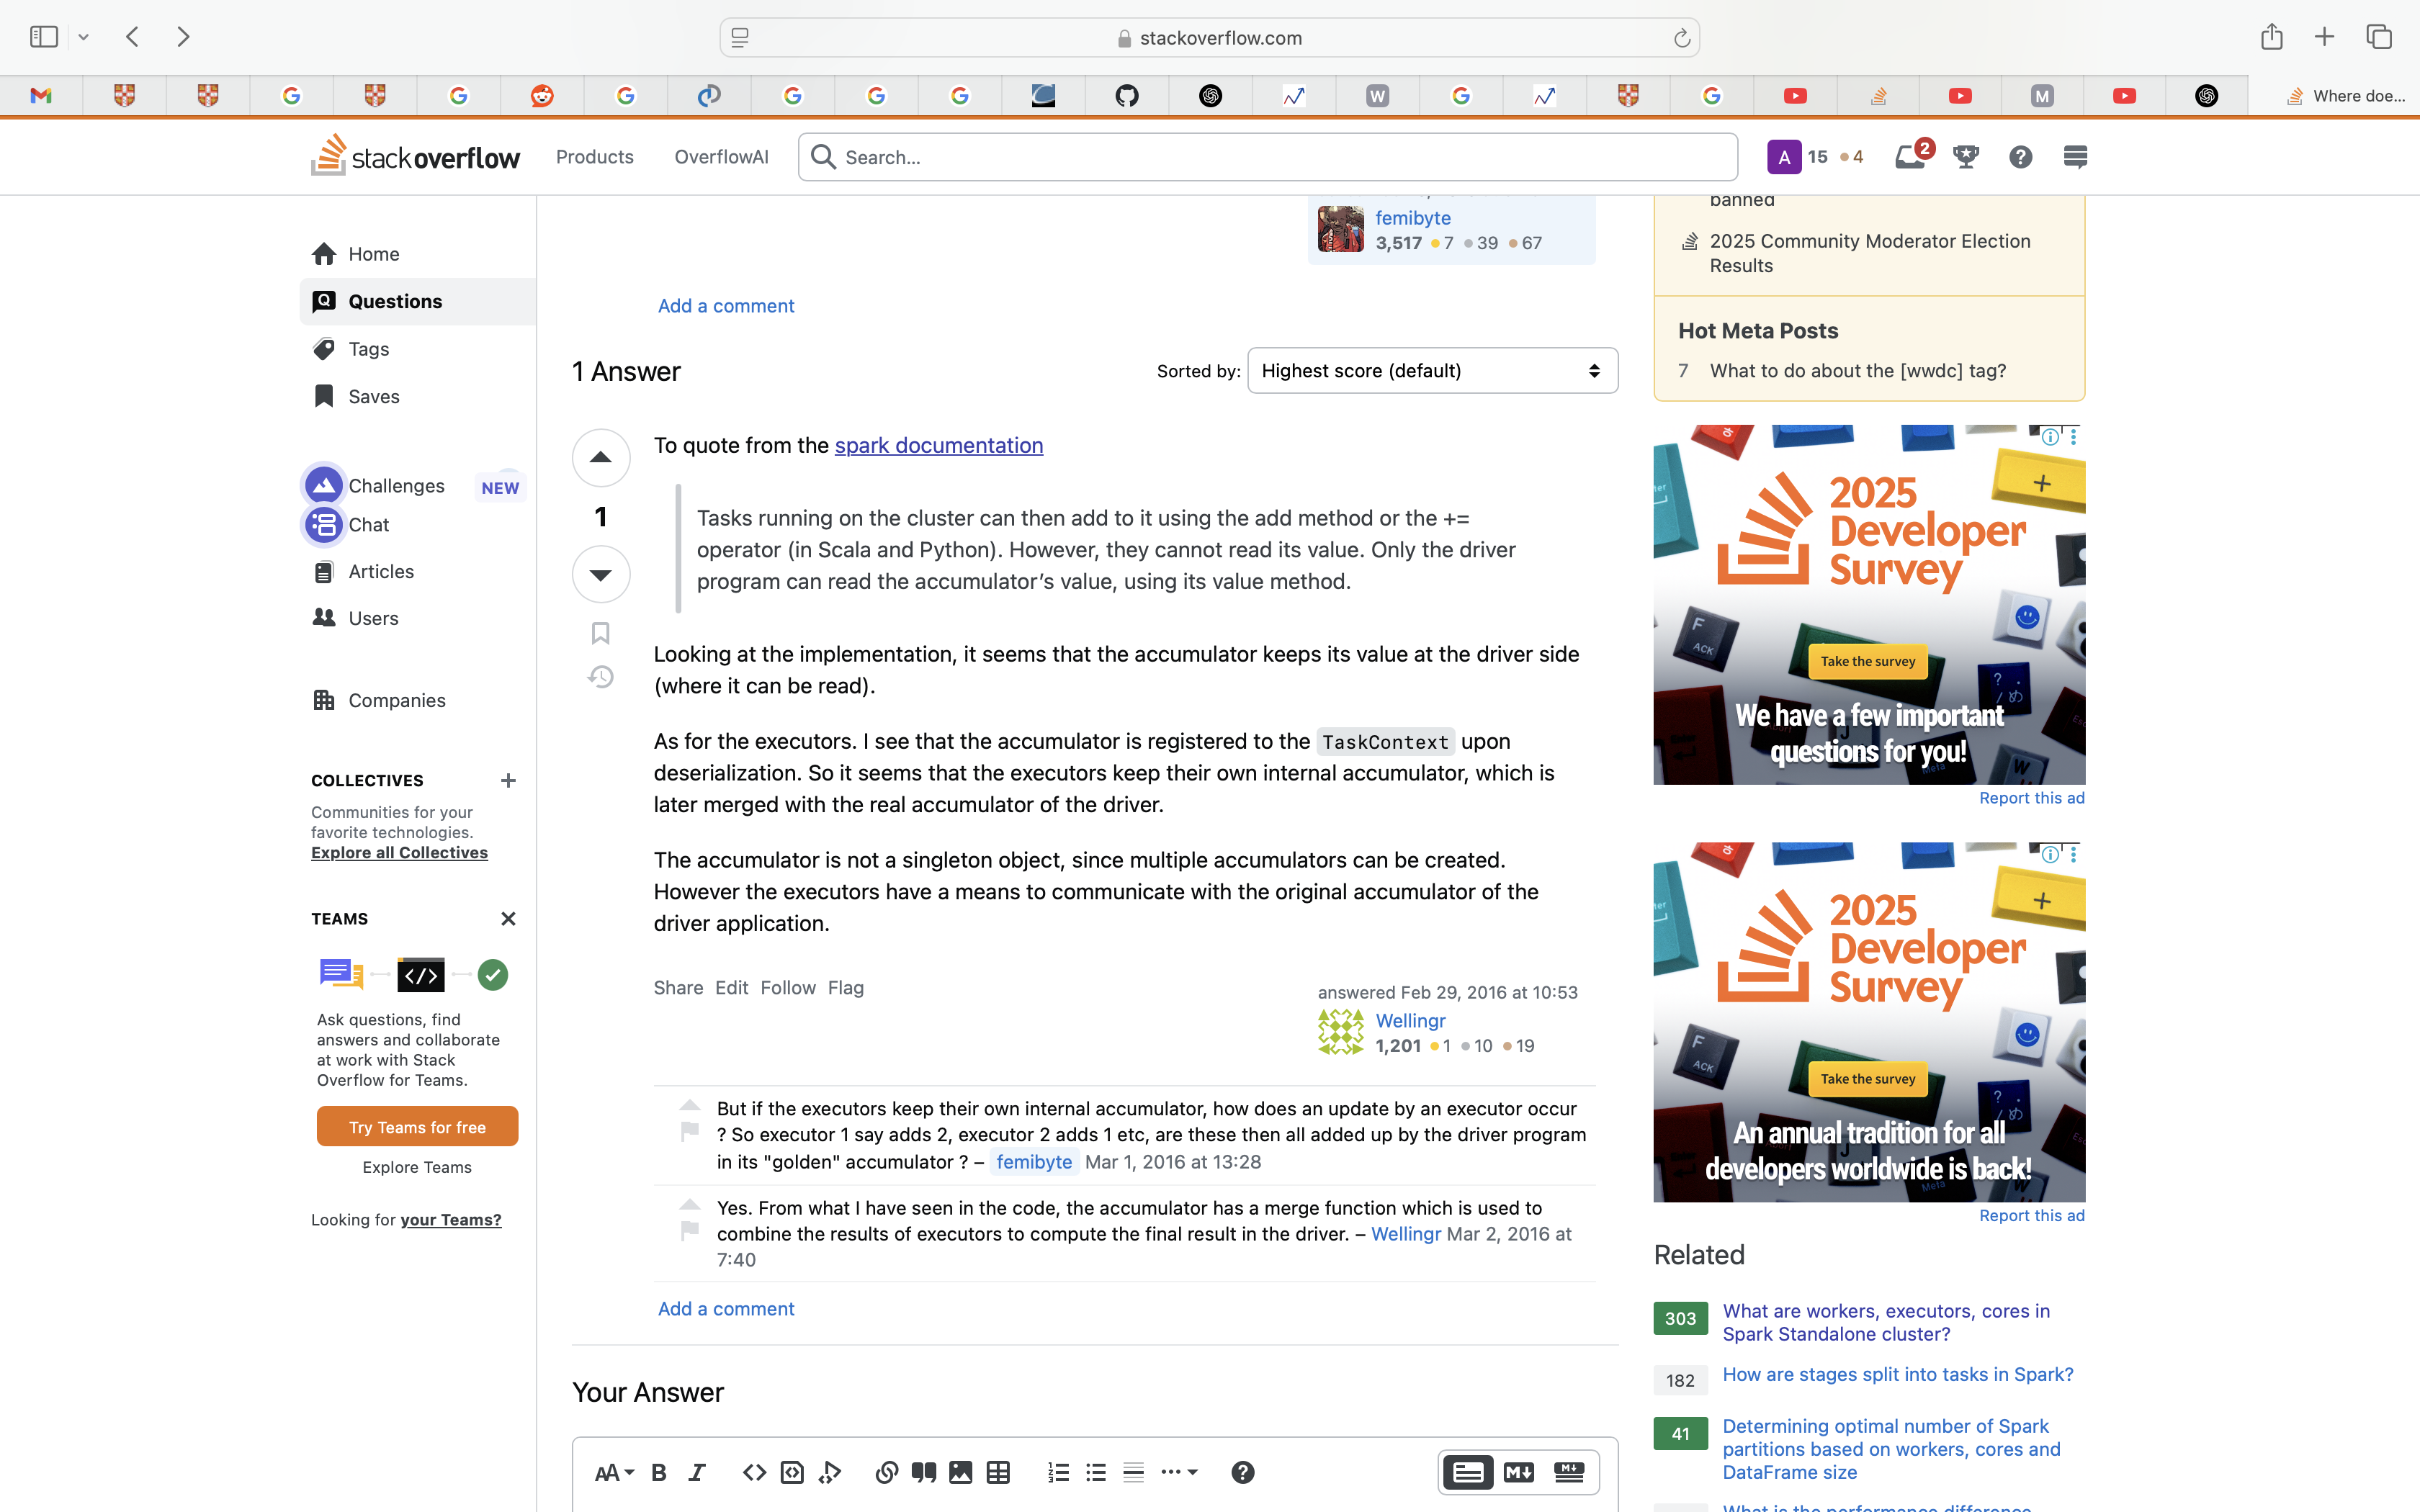 stackoverflow.com
W
M
Where doe...
stackoverflow
Products
OverflowAI
Search...
A
15
4
2
Home
Questions
Tags
Saves
Challenges
NEW
Chat
Articles
Users
Companies
COLLECTIVES
Communities for your
favorite technologies.
Explore all Collectives
TEAMS
Ask questions, find
answers and collaborate
at work with Stack
Overflow for Teams.
Try Teams for free
Explore Teams
Looking for your Teams?
femibyte
3,517 7 39 67
Add a comment
1 Answer
Sorted by: Highest score (default)
To quote from the spark documentation
1
Tasks running on the cluster can then add to it using the add method or the +=
operator (in Scala and Python). However, they cannot read its value. Only the driver
program can read the accumulator’s value, using its value method.
Looking at the implementation, it seems that the accumulator keeps its value at the driver side
(where it can be read).
As for the executors. I see that the accumulator is registered to the TaskContext upon
deserialization. So it seems that the executors keep their own internal accumulator, which is
later merged with the real accumulator of the driver.
The accumulator is not a singleton object, since multiple accumulators can be created.
However the executors have a means to communicate with the original accumulator of the
driver application.
Share Edit Follow Flag
answered Feb 29, 2016 at 10:53
Wellingr
1,201 1 10 19
But if the executors keep their own internal accumulator, how does an update by an executor occur
? So executor 1 say adds 2, executor 2 adds 1 etc, are these then all added up by the driver program
in its "golden" accumulator ? – femibyte Mar 1, 2016 at 13:28
Yes. From what I have seen in the code, the accumulator has a merge function which is used to
combine the results of executors to compute the final result in the driver. – Wellingr Mar 2, 2016 at
7:40
Add a comment
Your Answer
banned
2025 Community Moderator Election
Results
Hot Meta Posts
7 What to do about the [wwdc] tag?
2025
Developer
Survey
F
ACK
Take the survey
We have a few important
questions for you!
Report this ad
2025
Developer
Survey
F
ACK
Take the survey
An annual tradition for all
developers worldwide is back!
Report this ad
Related
303
What are workers, executors, cores in
Spark Standalone cluster?
182
How are stages split into tasks in Spark?
41
Determining optimal number of Spark
partitions based on workers, cores and
DataFrame size
What is the performance difference